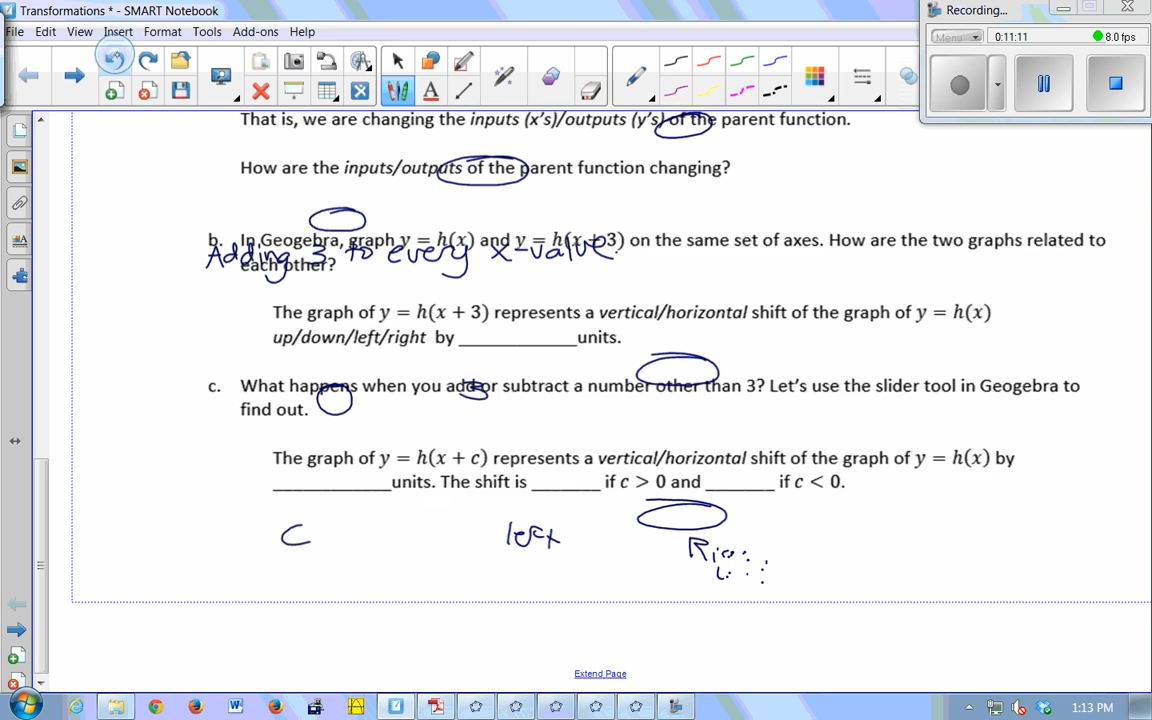 Transformations * - SMART Notebook
Recording...
File Edit View Insert Format Tools Add-ons Help
Menu 0:11:11 8.0 fps
That is, we are changing the inputs (x's)/outputs (y's) of the parent function.
How are the inputs/outputs of the parent function changing?
b. In Geogebra, graph y = h(x) and y = h(x + 3) on the same set of axes. How are the two graphs related to
Adding 3 to every x-value.
each other?
The graph of y = h(x + 3) represents a vertical/horizontal shift of the graph of y = h(x)
up/down/left/right by ____________units.
c. What happens when you add or subtract a number other than 3? Let's use the slider tool in Geogebra to
3
find out.
The graph of y = h(x + c) represents a vertical/horizontal shift of the graph of y = h(x) by
____________units. The shift is _______ if c > 0 and _______ if c < 0.
C left
Extend Page
1:13 PM